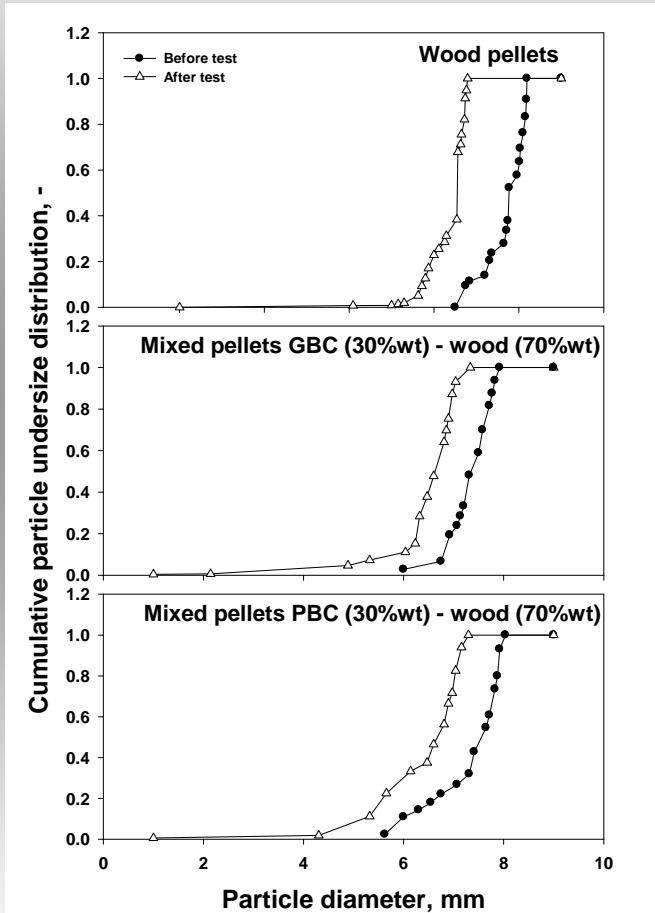 Cumulative particle undersize distribution, -
1.2
1.0
0.8
0.6
0.4
0.2
0.0
Before test
After test
Wood pellets
1.2
1.0
0.8
0.6
0.4
0.2
0.0
Mixed pellets GBC (30%wt) - wood (70%wt)
1.2
1.0
0.8
0.6
0.4
0.2
0.0
Mixed pellets PBC (30%wt) - wood (70%wt)
0 2 4 6 8 10
Particle diameter, mm